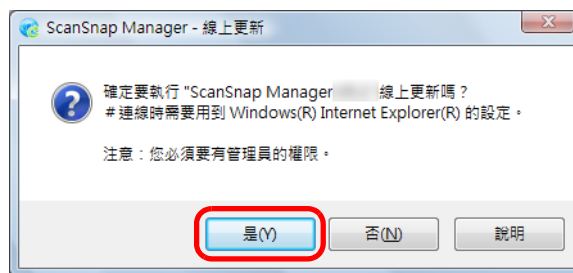 ScanSnap Manager - 線上更新
確定要執行 "ScanSnap Manager 線上更新嗎？
#連線時需要用到 Windows(R) Internet Explorer(R) 的設定。
注意：您必須要有管理員的權限。
是(Y) 否(N) 說明